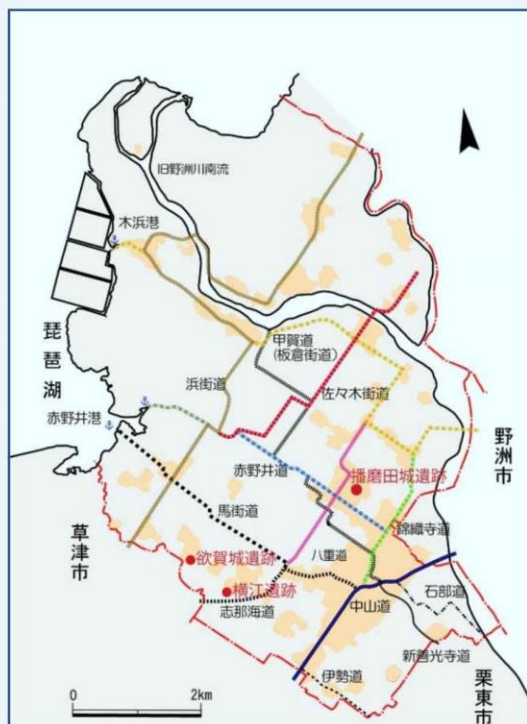 旧野洲川南流
木浜港
琵琶湖
甲賀道
(板倉街道)
浜街道
佐々木街道
赤野井港
野洲市
赤野井道
播磨田城遺跡
馬街道
草津市
錦織寺道
欲賀城遺跡
八重道
横江遺跡
石部道
志那海道
中山道
新善光寺道
伊勢道
栗東市
0
2km